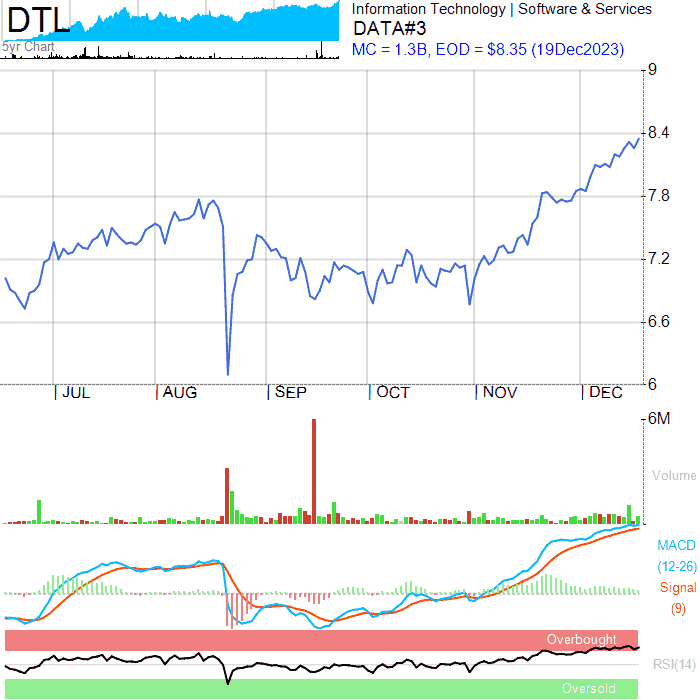 DTL
5yr Chart
Information Technology | Software & Services
DATA#3
MC = 1.3B, EOD = $8.35 (19Dec2023)
9
8.4
7.8
7.2
6.6
6
| JUL | AUG | SEP | OCT | NOV | DEC
6M
Volume
MACD
(12-26)
Signal
(9)
Overbought
RSI(14)
Oversold